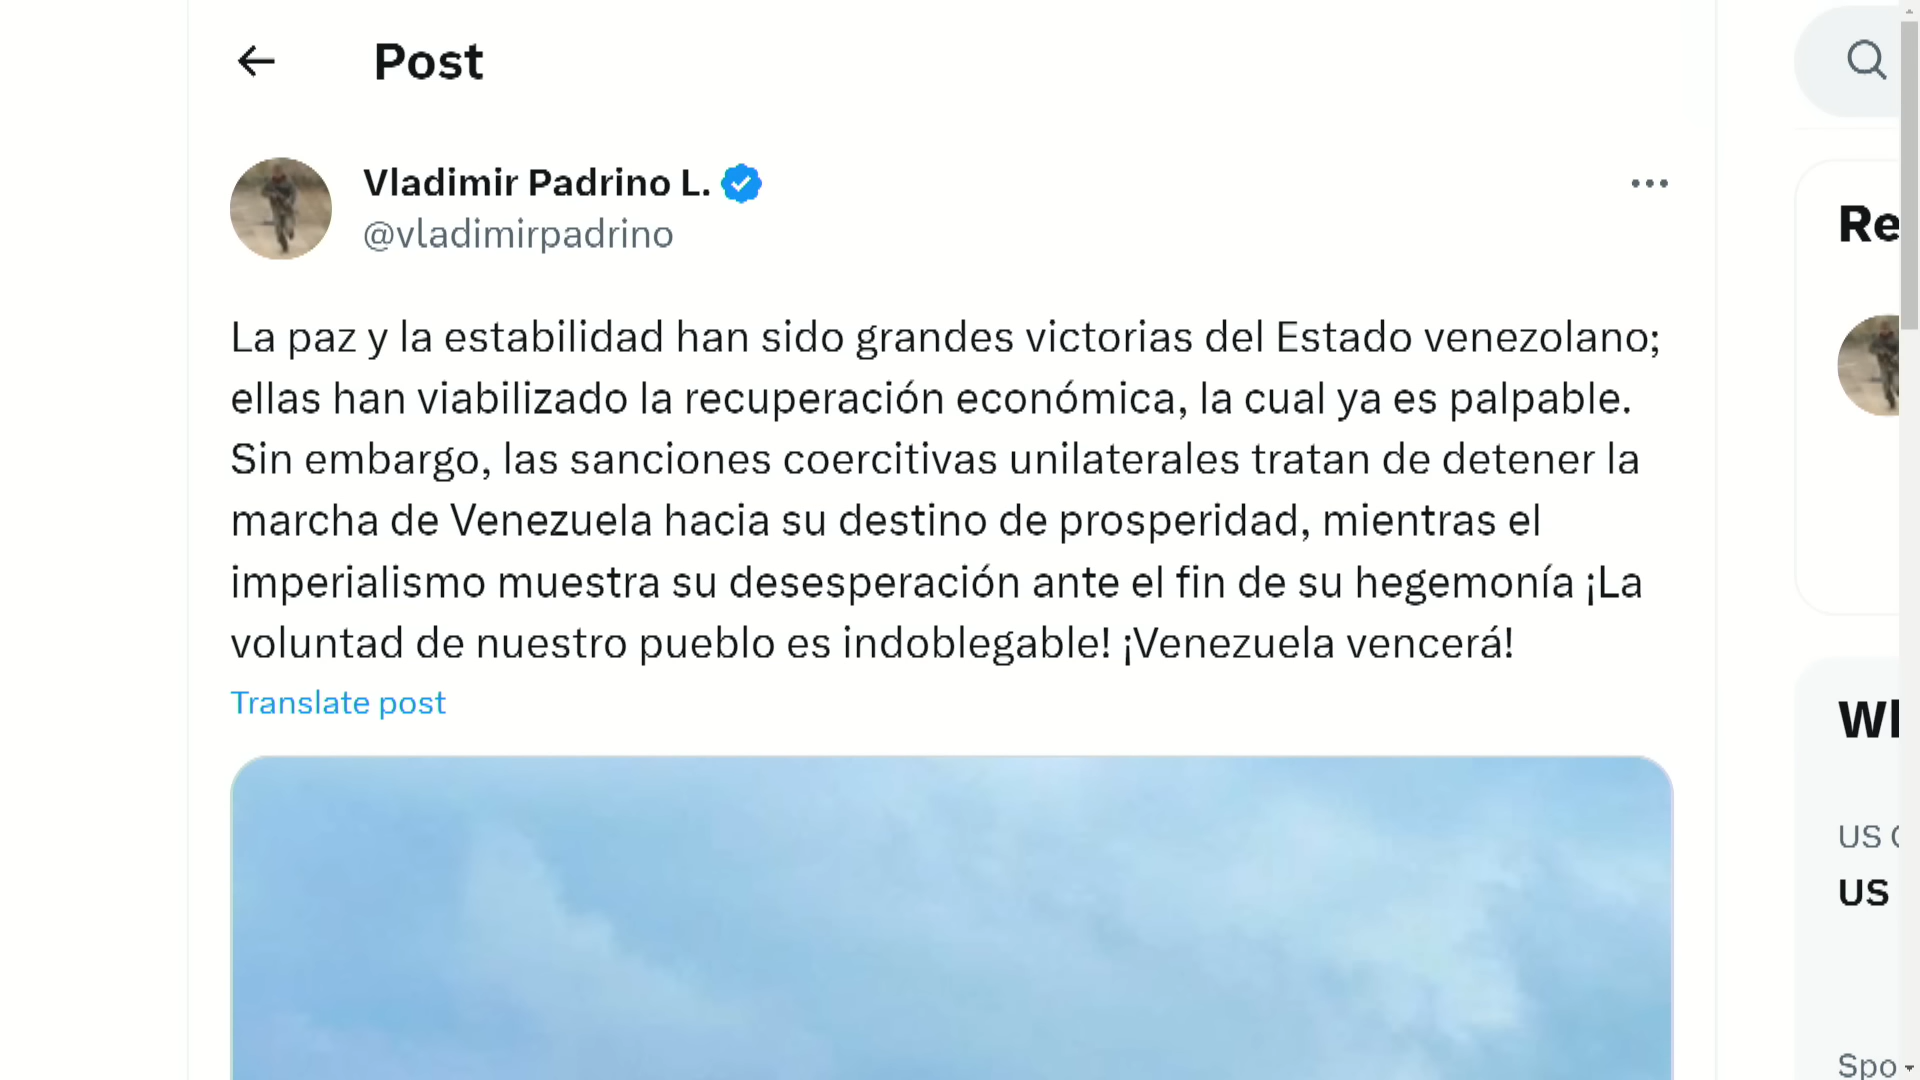 Post
Vladimir Padrino L.
@vladimirpadrino
La paz y la estabilidad han sido grandes victorias del Estado venezolano;
ellas han viabilizado la recuperación económica, la cual ya es palpable.
Sin embargo, las sanciones coercitivas unilaterales tratan de detener la
marcha de Venezuela hacia su destino de prosperidad, mientras el
imperialismo muestra su desesperación ante el fin de su hegemonía ¡La
voluntad de nuestro pueblo es indoblegable! ¡Venezuela vencerá!
Translate post
Re
US
US
Spo